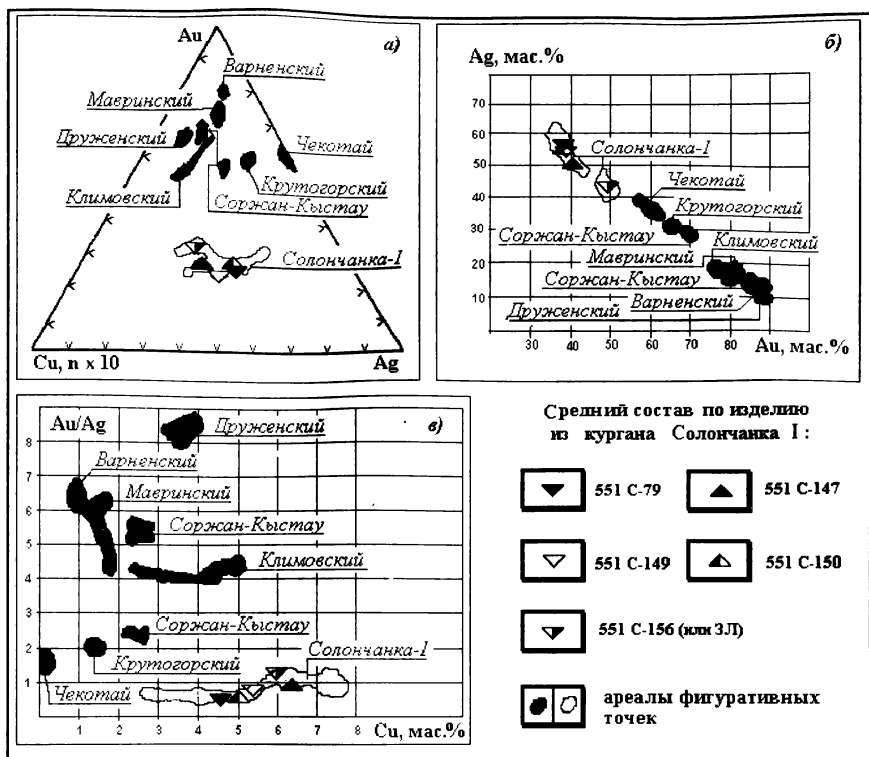 а)
Au
Варненский
Мавринский
Друженский
Чекотай
Климовский
Крутогорский
Соржан-Кыстау
Солончанка-1
Cu, n x 10
Ag
б)
Ag, мас.%
70
60
50
40
30
20
10
Солончанка-1
Чекотай
Крутогорский
Соржан-Кыстау
Климовский
Мавринский
Соржан-Кыстау
Варненский
Друженский
30 40 50 60 70 80
Au, мас.%
в)
Au/Ag
8
7
6
5
4
3
2
1
Друженский
Варненский
Мавринский
Соржан-Кыстау
Климовский
Соржан-Кыстау
Солончанка-1
Крутогорский
Чекотай
1 2 3 4 5 6 7 8
Cu, мас.%
Средний состав по изделию
из кургана Солончанка I :
551 С-79
551 С-147
551 С-149
551 С-150
551 С-156 (или ЗЛ)
ареалы фигуративных
точек